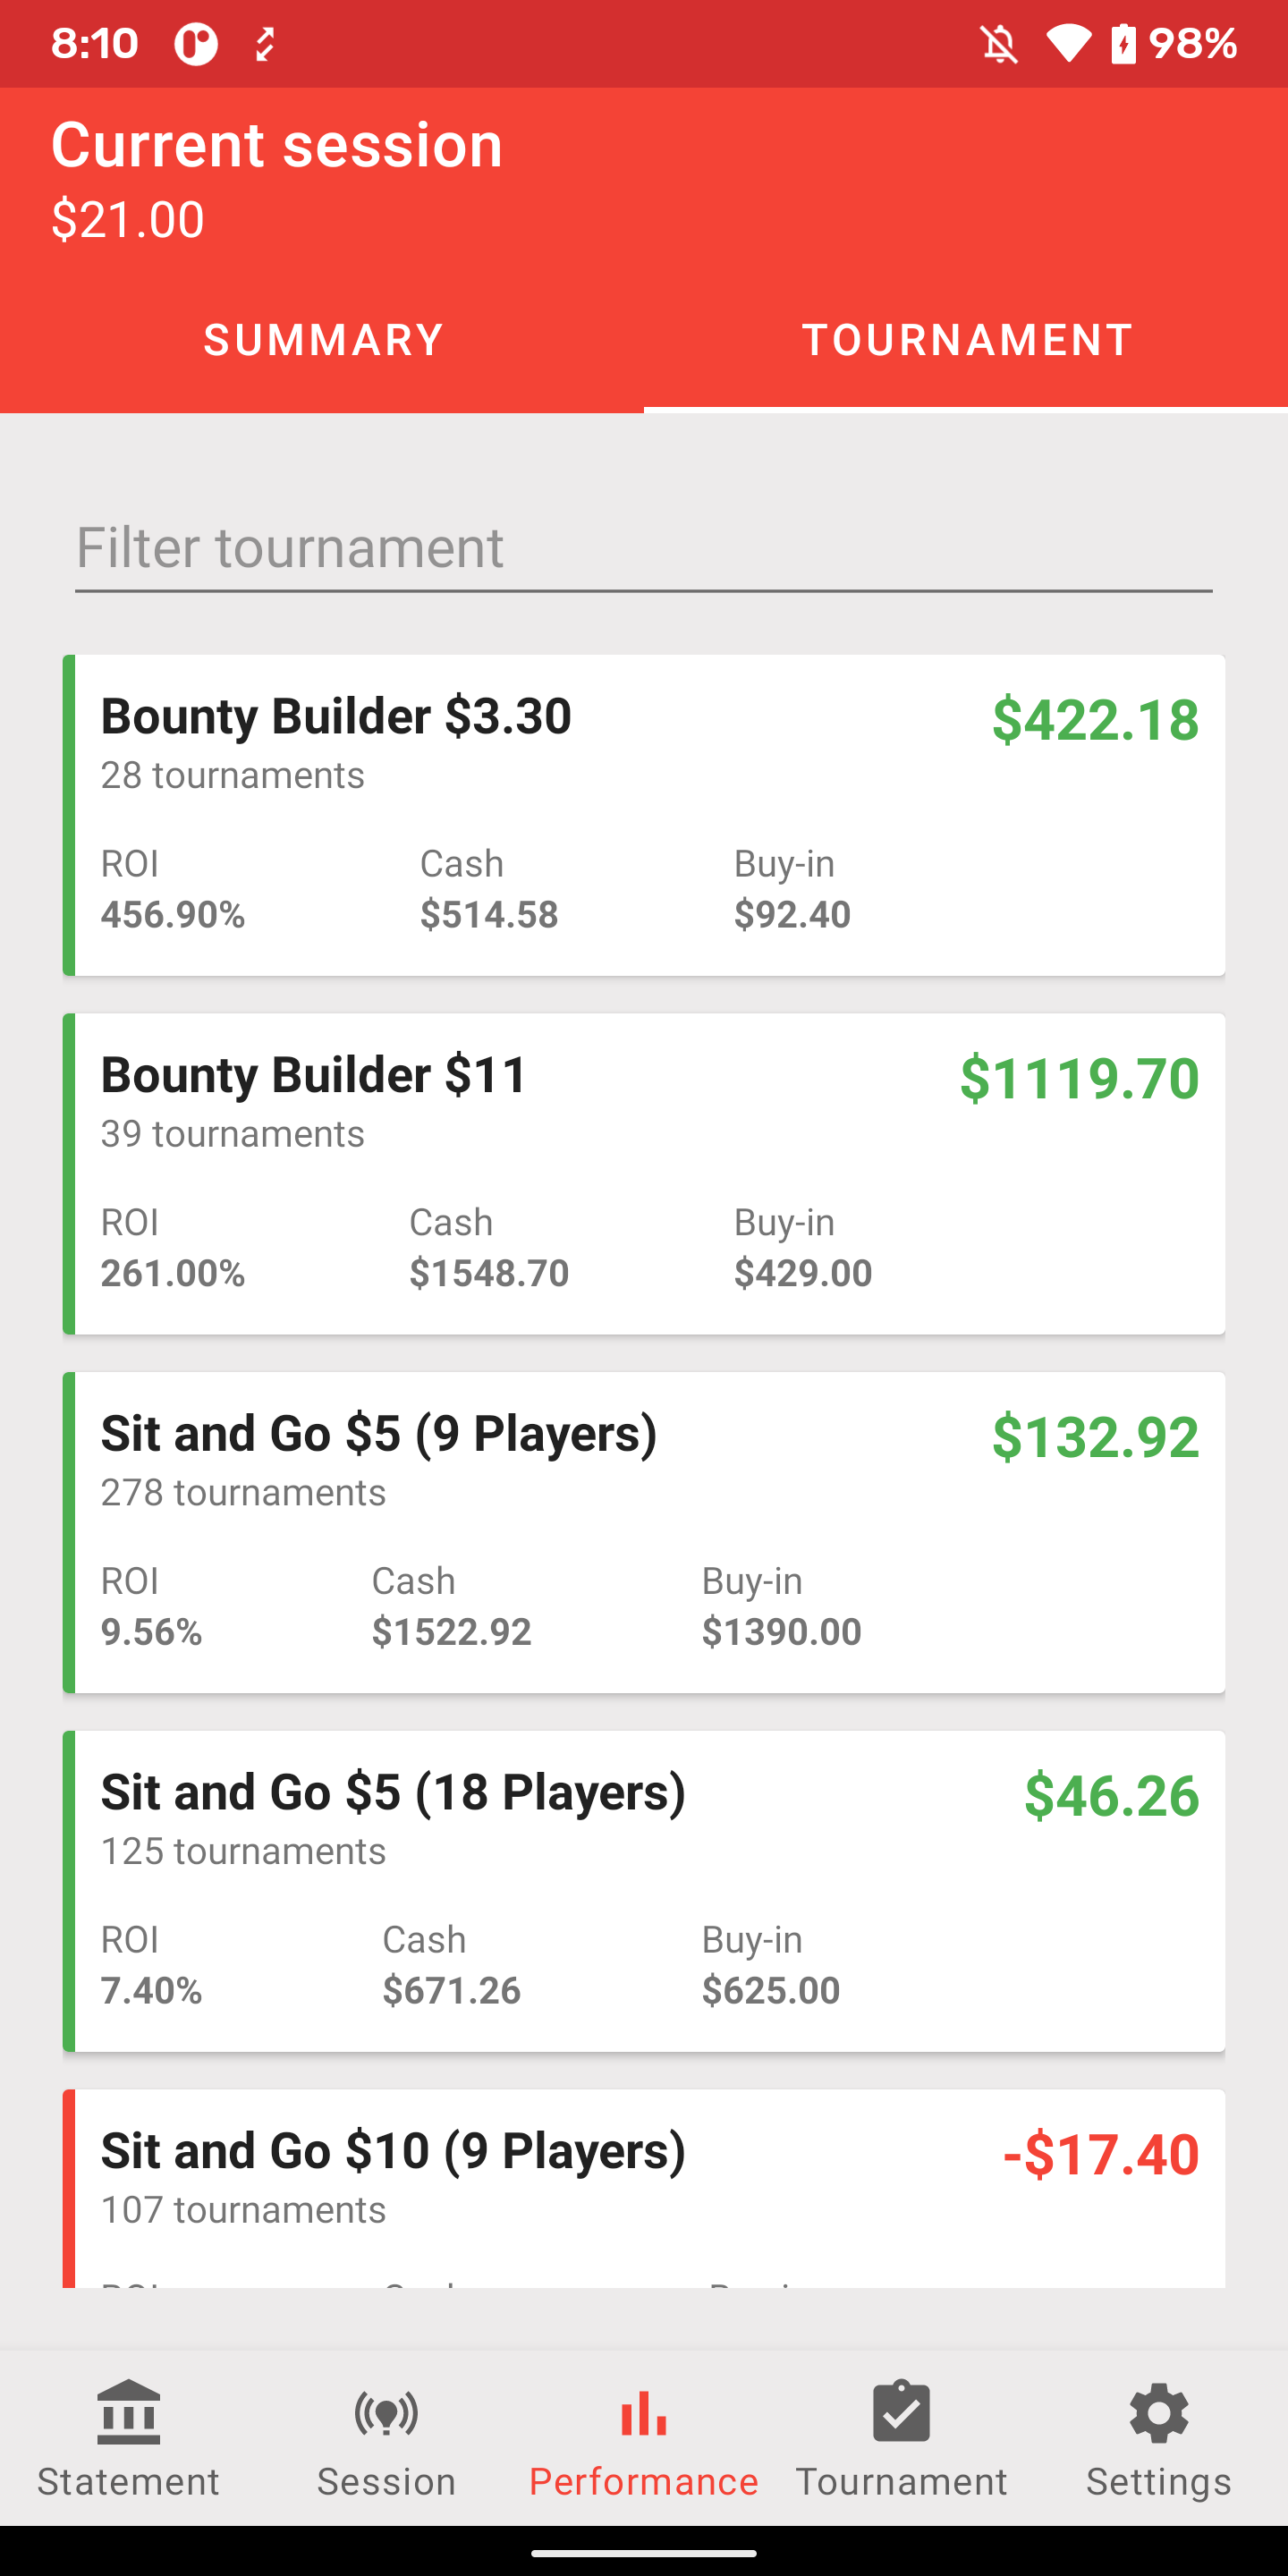 8:10
98%
Current session
$21.00
SUMMARY TOURNAMENT
Filter tournament
Bounty Builder $3.30 $422.18
28 tournaments
ROI Cash Buy-in
456.90% $514.58 $92.40
Bounty Builder $11 $1119.70
39 tournaments
ROI Cash Buy-in
261.00% $1548.70 $429.00
Sit and Go $5 (9 Players) $132.92
278 tournaments
ROI Cash Buy-in
9.56% $1522.92 $1390.00
Sit and Go $5 (18 Players) $46.26
125 tournaments
ROI Cash Buy-in
7.40% $671.26 $625.00
Sit and Go $10 (9 Players) -$17.40
107 tournaments
Statement Session Performance Tournament Settings